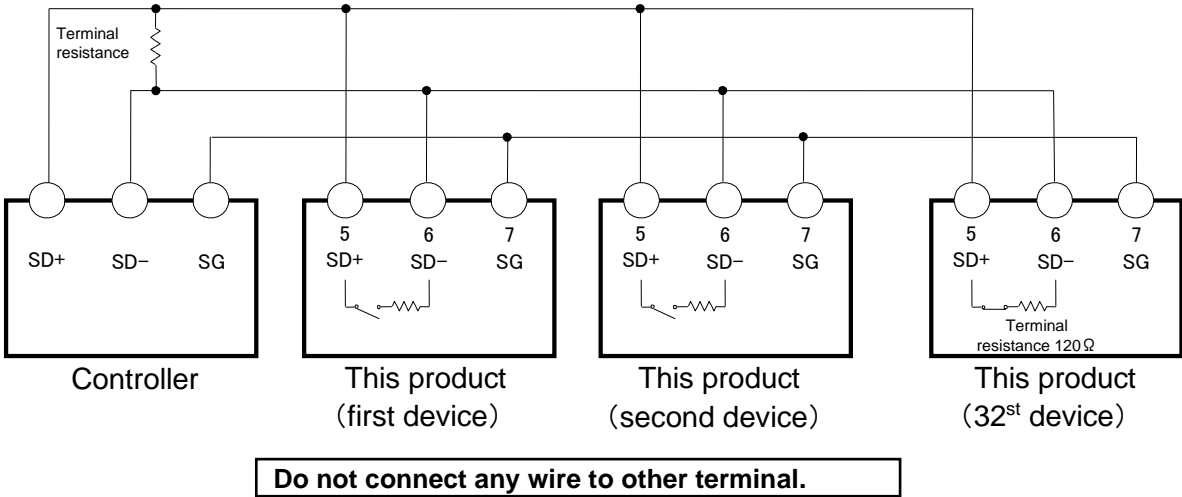 Terminal
resistance
SD+ SD− SG
5 6 7
SD+ SD− SG
5 6 7
SD+ SD− SG
5 6 7
SD+ SD− SG
Terminal
resistance 120Ω
Controller
This product
（first device）
This product
（second device）
This product
（32st device）
Do not connect any wire to other terminal.